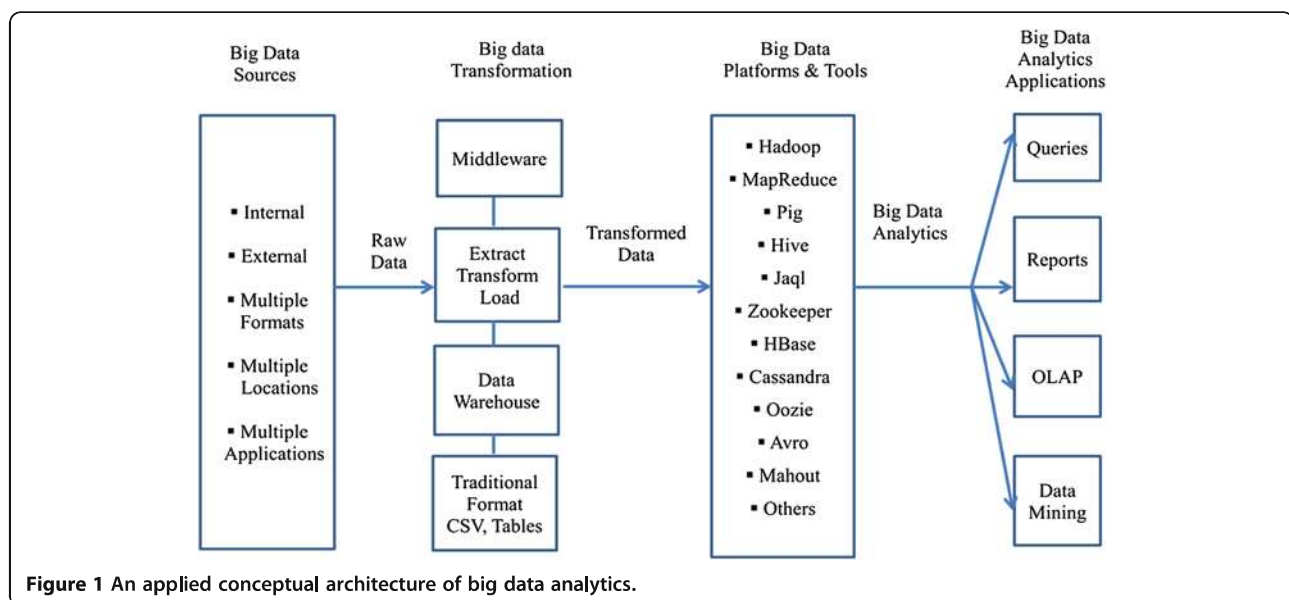 Big Data
Sources
Big data
Transformation
Big Data
Platforms & Tools
Big Data
Analytics
Applications
▪ Internal
▪ External
▪ Multiple
Formats
▪ Multiple
Locations
▪ Multiple
Applications
Raw
Data
Middleware
Extract
Transform
Load
Data
Warehouse
Traditional
Format
CSV, Tables
Transformed
Data
▪ Hadoop
▪ MapReduce
▪ Pig
▪ Hive
▪ Jaql
▪ Zookeeper
▪ HBase
▪ Cassandra
▪ Oozie
▪ Avro
▪ Mahout
▪ Others
Big Data
Analytics
Queries
Reports
OLAP
Data
Mining
Figure 1 An applied conceptual architecture of big data analytics.